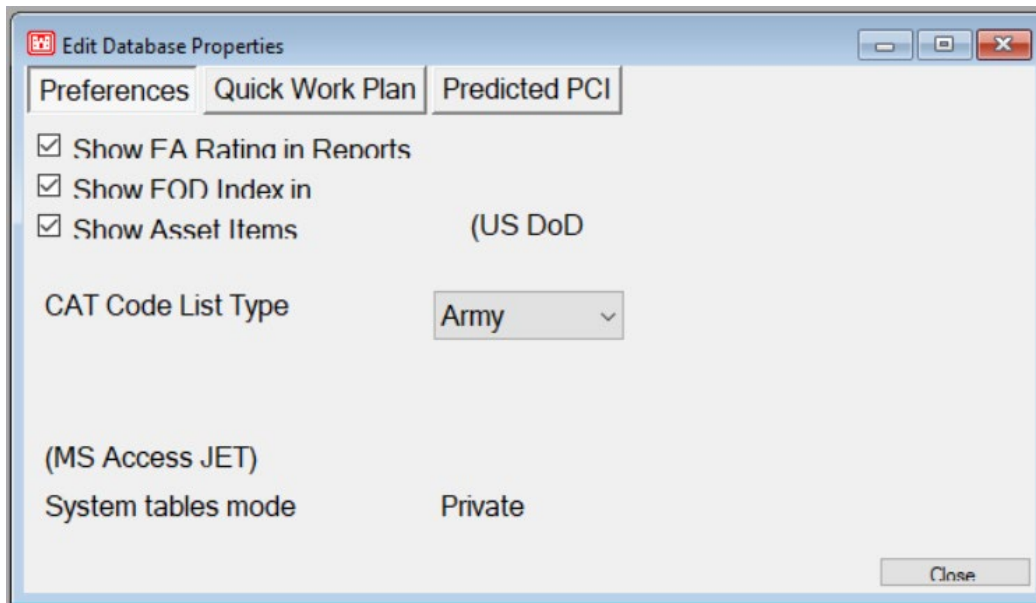 Edit Database Properties
Preferences Quick Work Plan Predicted PCI
Show EA Rating in Reports
Show FOD Index in
Show Asset Items (US DoD
CAT Code List Type Army
(MS Access JET)
System tables mode Private
Close